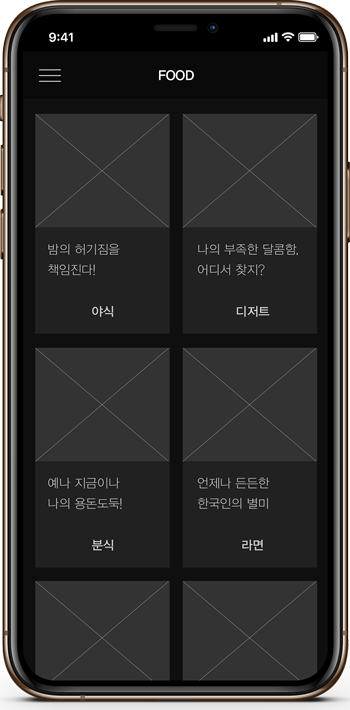 9:41
FOOD
밤의 허기짐을
책임진다!
야식
나의 부족한 달콤함,
어디서 찾지?
디저트
예나 지금이나
나의 용돈도둑!
분식
언제나 든든한
한국인의 별미
라면